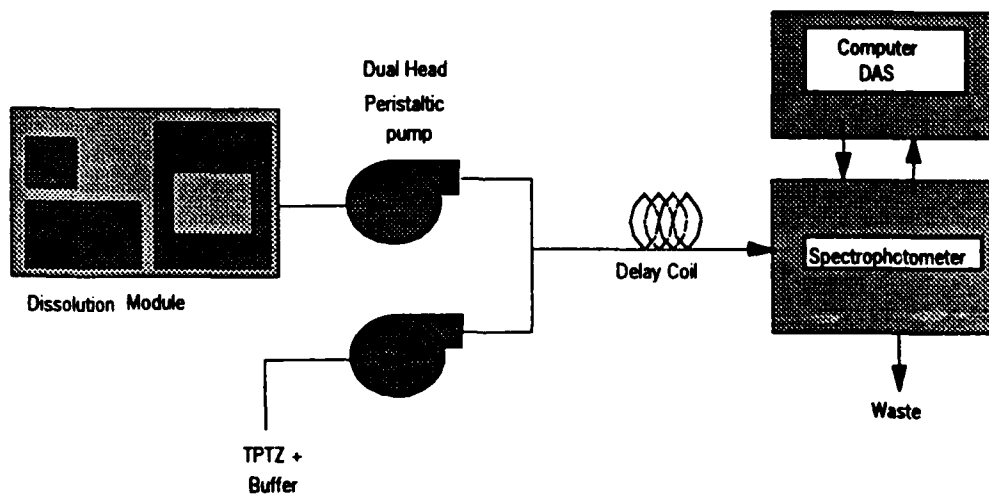 Computer
DAS
Dual Head
Peristaltic
pump
Spectrophotometer
Delay Coil
Dissolution Module
Waste
TPTZ +
Buffer